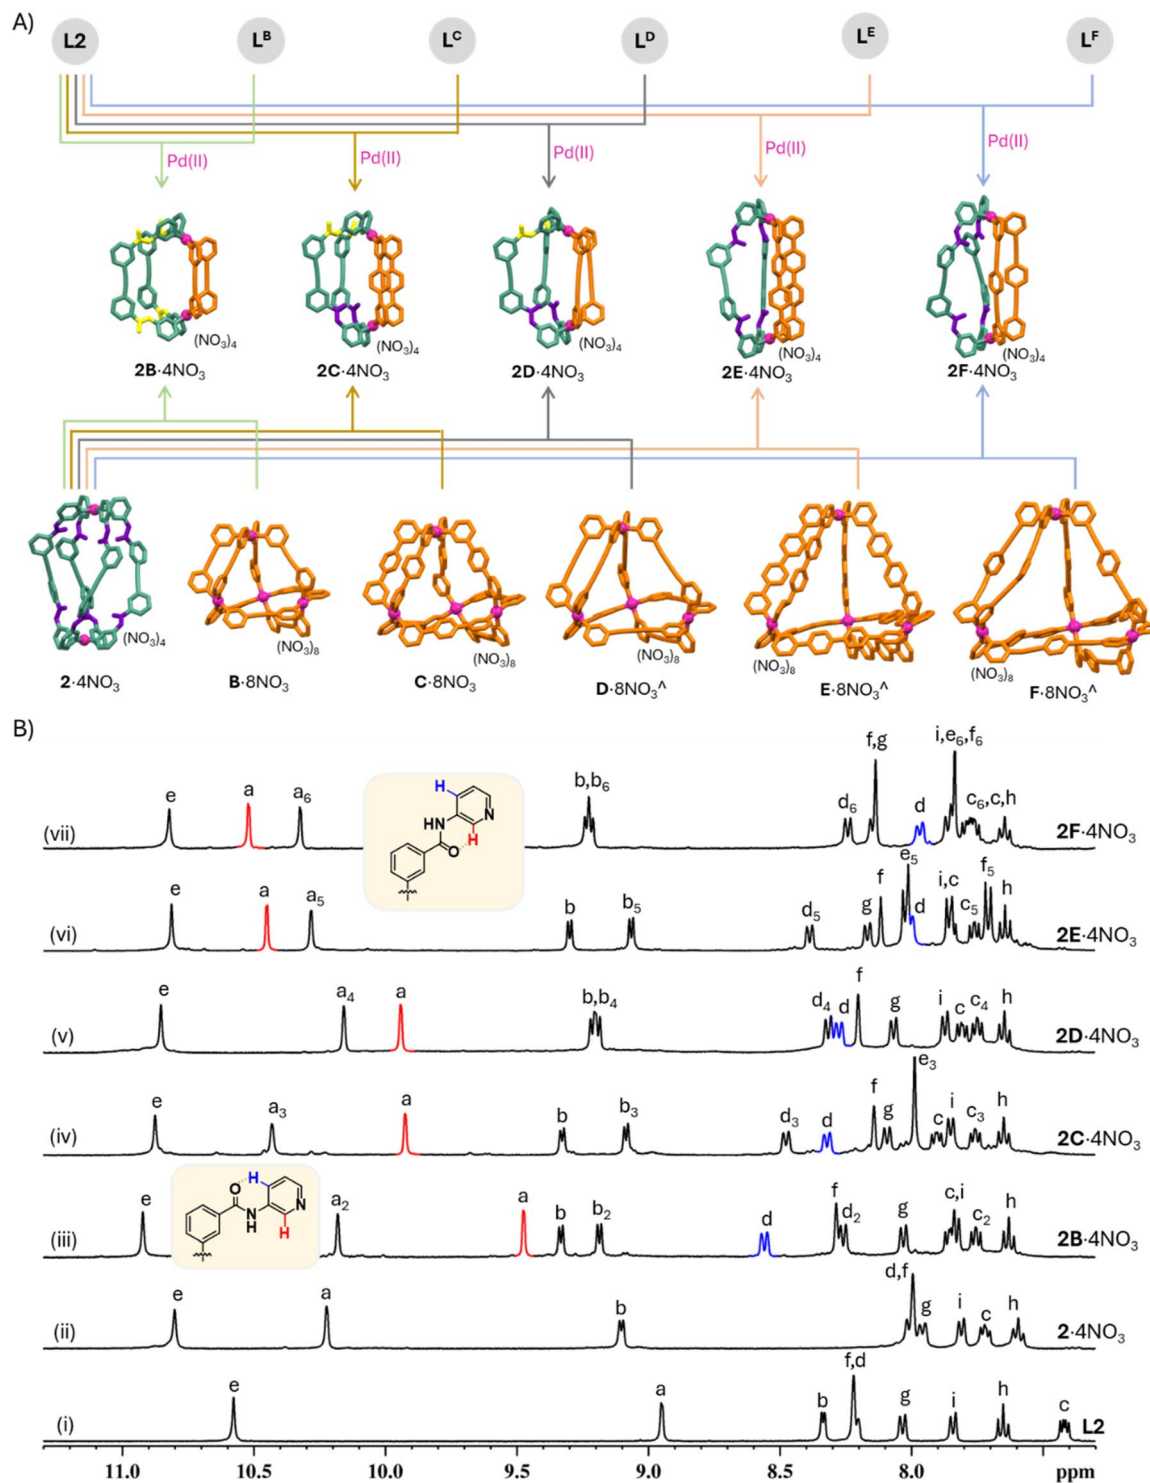 A)
L2 Lᴮ Lᶜ Lᴰ Lᴱ Lᶠ
Pd(II) Pd(II) Pd(II) Pd(II) Pd(II)
(NO₃)₄ (NO₃)₄ (NO₃)₄ (NO₃)₄ (NO₃)₄
2B·4NO₃ 2C·4NO₃ 2D·4NO₃ 2E·4NO₃ 2F·4NO₃
(NO₃)₄ (NO₃)₈ (NO₃)₈ (NO₃)₈ (NO₃)₈ (NO₃)₈
2·4NO₃ B·8NO₃ C·8NO₃ D·8NO₃^ E·8NO₃^ F·8NO₃^
B)
(vii) e a a₆ b,b₆ d₆ f,g d i,e₆,f₆ c₆,c,h 2F·4NO₃
H N HN H O
(vi) e a a₅ b b₅ d₅ g f e₅ d i,c c₅ f₅ h 2E·4NO₃
(v) e a₄ a b,b₄ d₄ d f g i c c₄ h 2D·4NO₃
(iv) e a₃ a b b₃ d₃ d f g e₃ c i c₃ h 2C·4NO₃
(iii) e a₂ a b b₂ d f d₂ g c,i c₂ h 2B·4NO₃
O H N N H H
(ii) e a b d,f g i c h 2·4NO₃
(i) e a b f,d g i h c L2
11.0 10.5 10.0 9.5 9.0 8.5 8.0 ppm